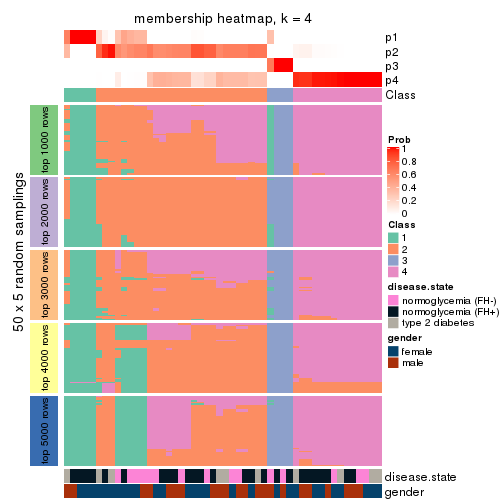 membership heatmap, k = 4
p1
p2
p3
p4
Class
50 x 5 random samplings
top 1000 rows
top 2000 rows
top 3000 rows
top 4000 rows
top 5000 rows
disease.state
gender
Prob
1
0.8
0.6
0.4
0.2
0
Class
1
2
3
4
disease.state
normoglycemia (FH-)
normoglycemia (FH+)
type 2 diabetes
gender
female
male